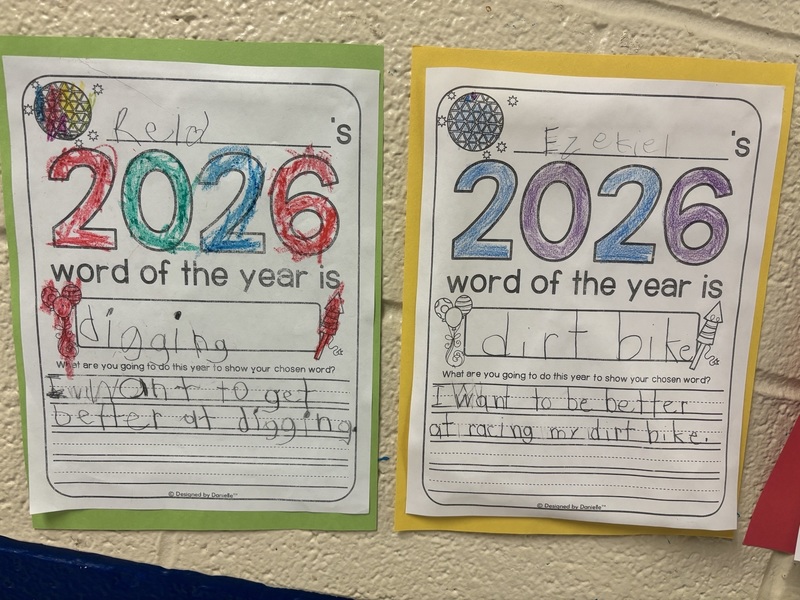 Reid 's
2026
word of the year is
digging
What are you going to do this year to show your chosen word?
I want to get
better at digging.
© Designed by Danielle™
Ezekiel 's
2026
word of the year is
dirt bike
What are you going to do this year to show your chosen word?
I want to be better
at racing my dirt bike.
© Designed by Danielle™